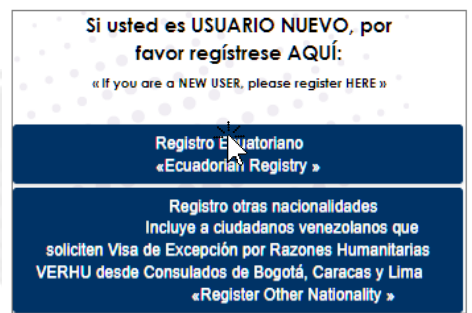 Si usted es USUARIO NUEVO, por
favor regístrese AQUÍ:
« If you are a NEW USER, please register HERE »
Registro Ecuatoriano
«Ecuadorian Registry »
Registro otras nacionalidades
Incluye a ciudadanos venezolanos que
soliciten Visa de Excepción por Razones Humanitarias
VERHU desde Consulados de Bogotá, Caracas y Lima
«Register Other Nationality »